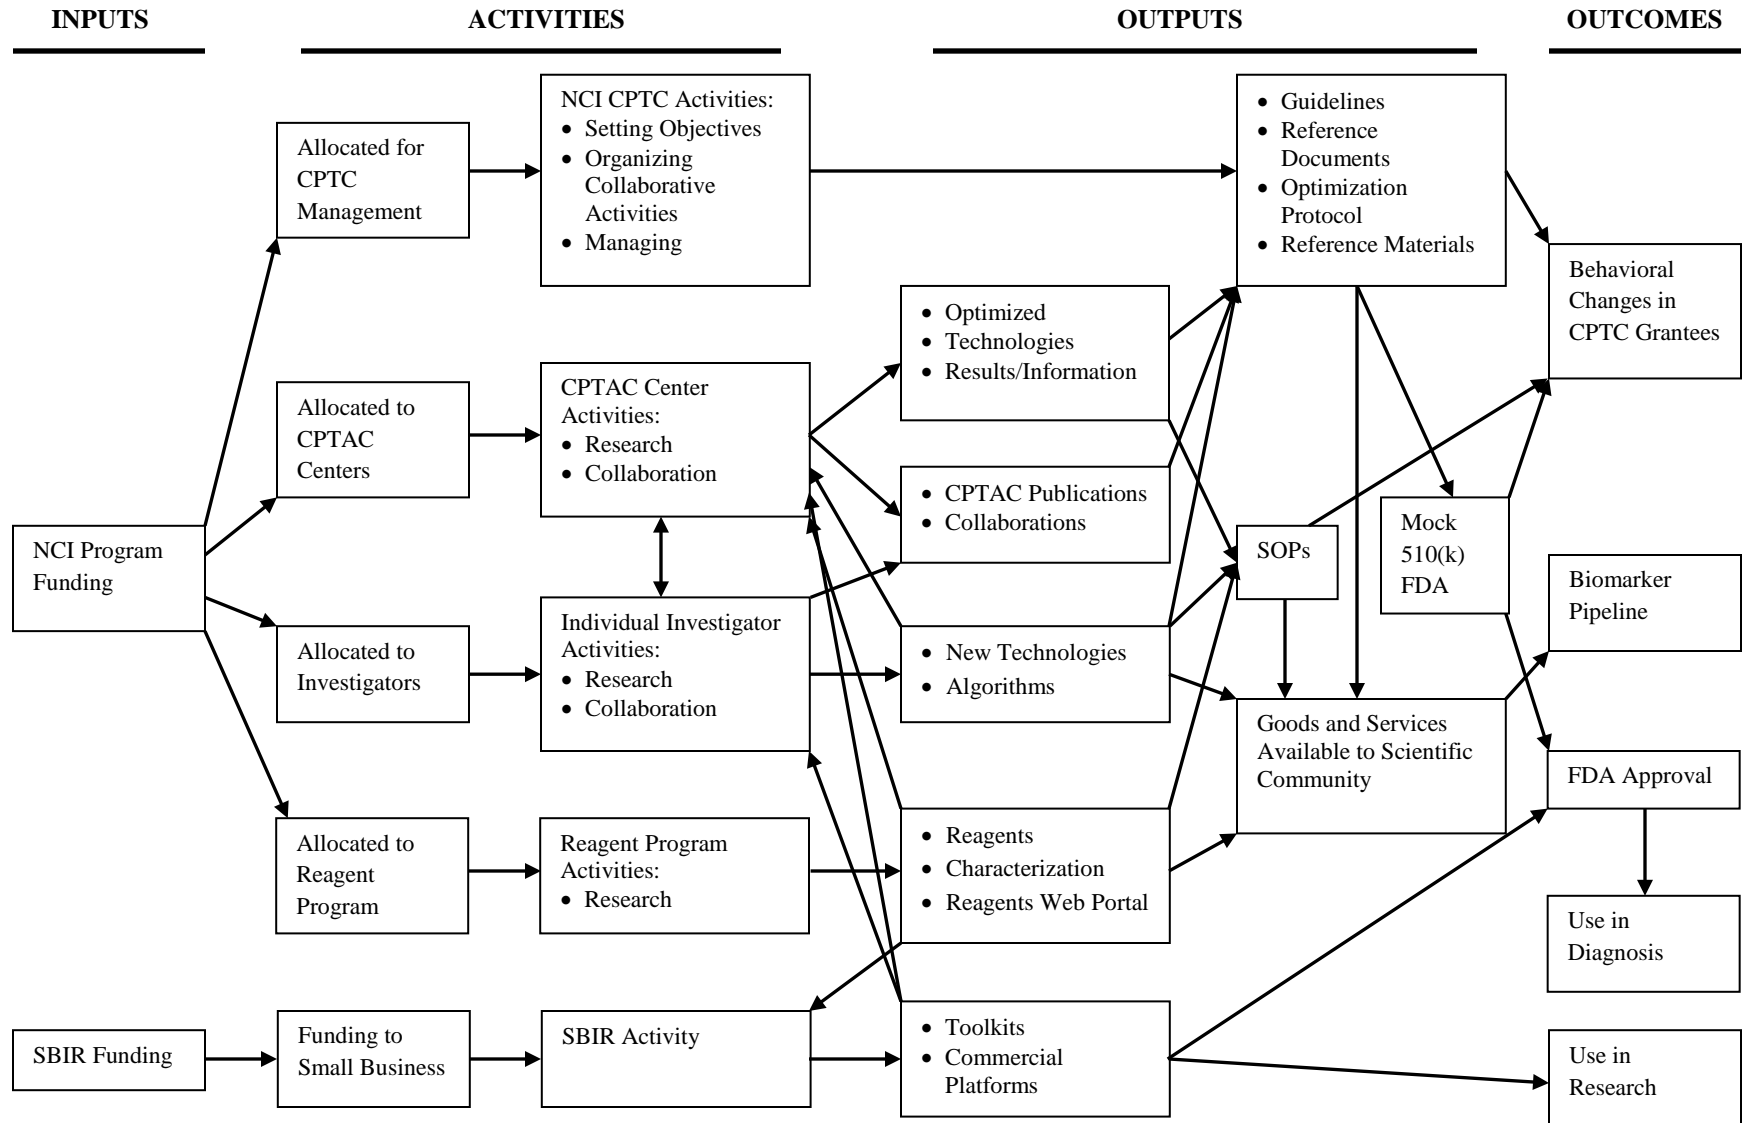 INPUTS
ACTIVITIES
OUTPUTS
OUTCOMES
NCI Program
Funding
SBIR Funding
Allocated for
CPTC
Management
Allocated to
CPTAC
Centers
Allocated to
Investigators
Allocated to
Reagent
Program
Funding to
Small Business
NCI CPTC Activities:
• Setting Objectives
• Organizing
Collaborative
Activities
• Managing
CPTAC Center
Activities:
• Research
• Collaboration
Individual Investigator
Activities:
• Research
• Collaboration
Reagent Program
Activities:
• Research
SBIR Activity
• Optimized
• Technologies
• Results/Information
• CPTAC Publications
• Collaborations
• New Technologies
• Algorithms
• Reagents
• Characterization
• Reagents Web Portal
• Toolkits
• Commercial
Platforms
• Guidelines
• Reference
Documents
• Optimization
Protocol
• Reference Materials
SOPs
Mock
510(k)
FDA
Goods and Services
Available to Scientific
Community
Behavioral
Changes in
CPTC Grantees
Biomarker
Pipeline
FDA Approval
Use in
Diagnosis
Use in
Research